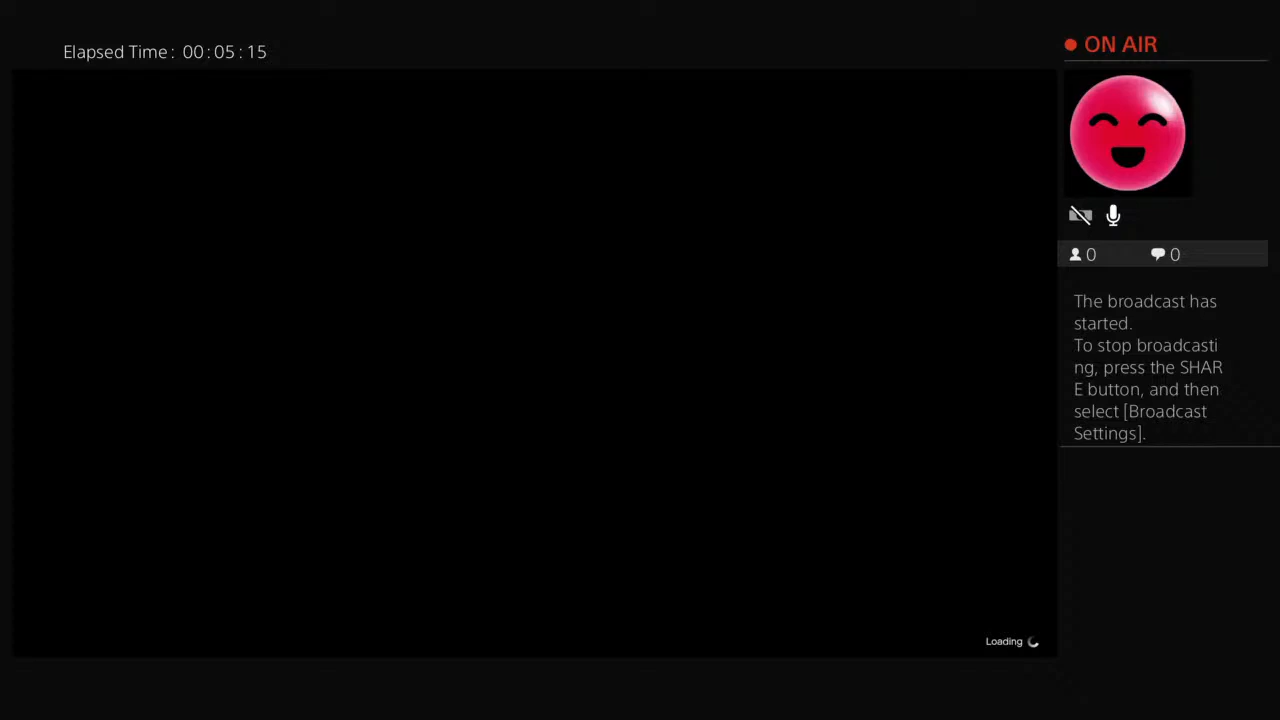 Elapsed Time: 00:05:15
ON AIR
0 0
The broadcast has
started.
To stop broadcasti
ng, press the SHAR
E button, and then
select [Broadcast
Settings].
Loading